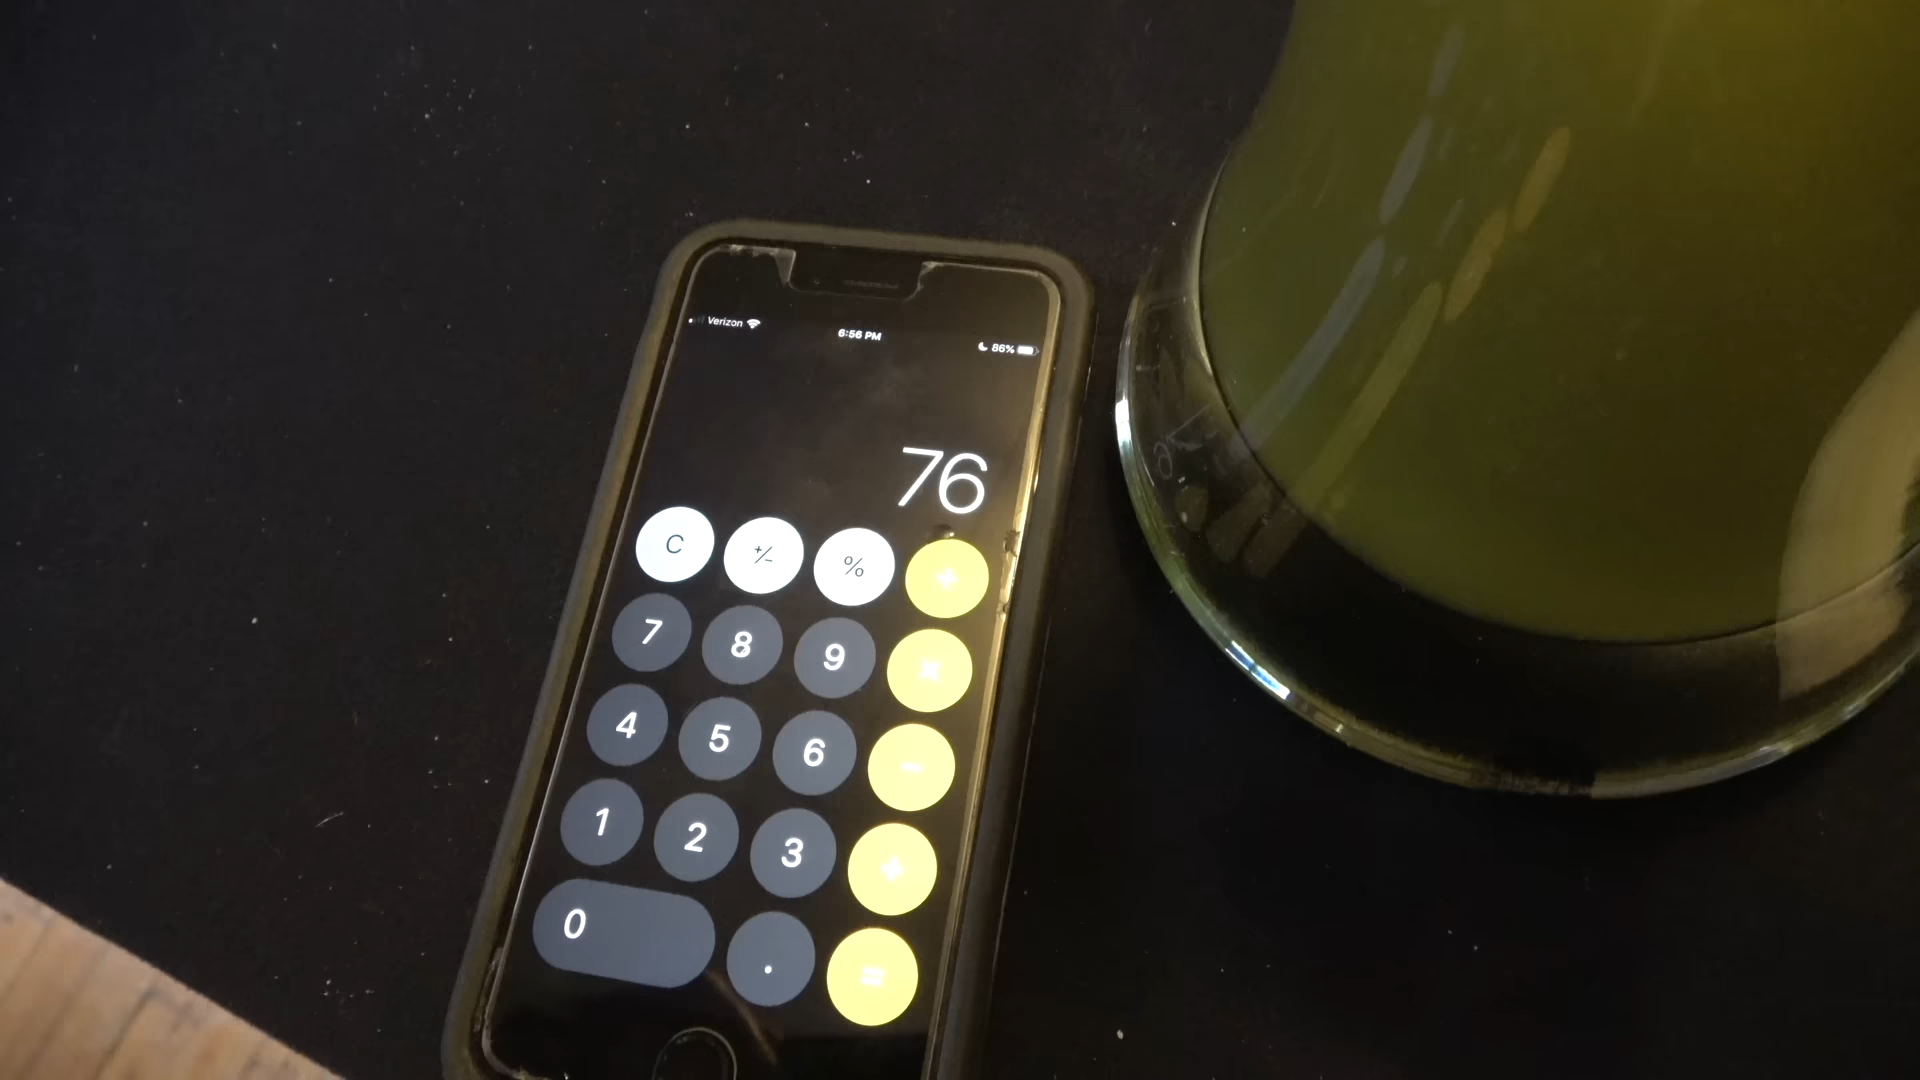 Verizon 6:56 PM 86%
76
C +/- % ÷
7 8 9 ×
4 5 6 −
1 2 3 +
0 . =